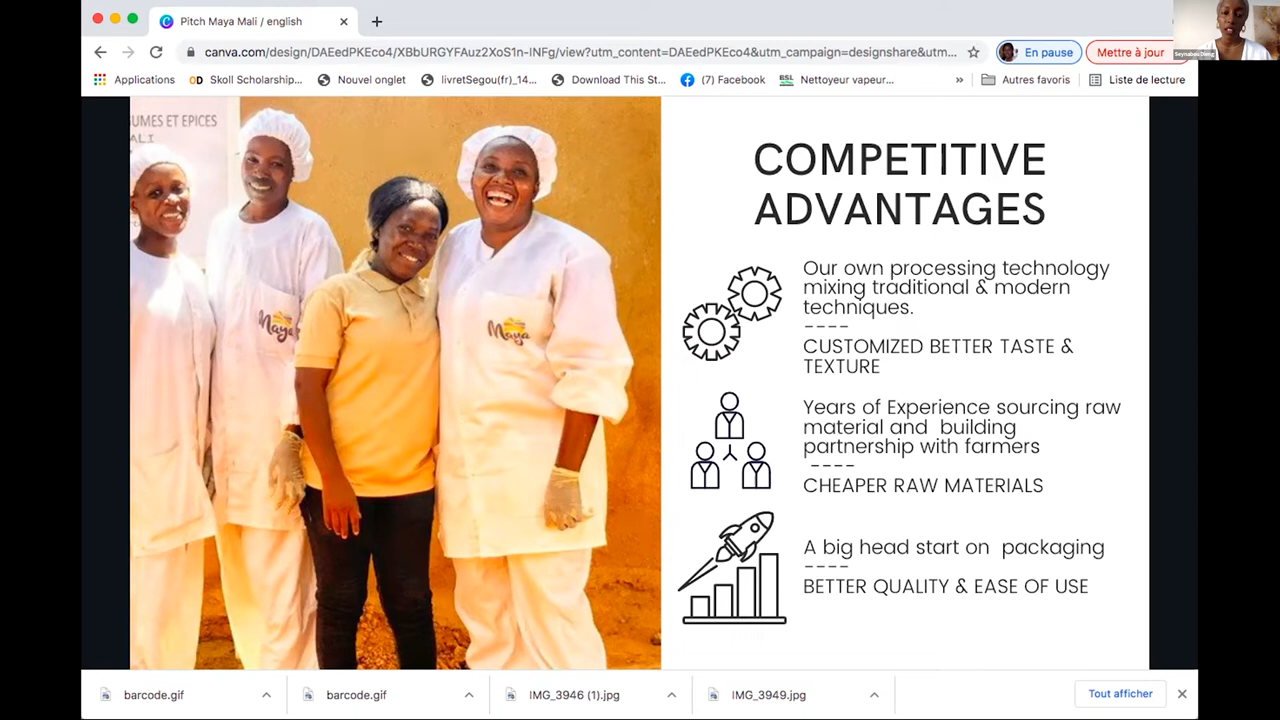 Pitch Maya Mali / english
canva.com/design/DAEedPKEco4/XBbURGYFAuz2XoS1n-INFg/view?utm_content=DAEedPKEco4&utm_campaign=designshare&utm...
En pause
Mettre à jour
Applications
Skoll Scholarship...
Nouvel onglet
livretSegou(fr)_14...
Download This St...
(7) Facebook
BSL
Nettoyeur vapeur...
»
Autres favoris
Liste de lecture
UMES ET EPICES
ALI
Maya
Maya
COMPETITIVE
ADVANTAGES
Our own processing technology
mixing traditional & modern
techniques.
----
CUSTOMIZED BETTER TASTE &
TEXTURE
Years of Experience sourcing raw
material and building
partnership with farmers
----
CHEAPER RAW MATERIALS
A big head start on packaging
----
BETTER QUALITY & EASE OF USE
barcode.gif
barcode.gif
IMG_3946 (1).jpg
IMG_3949.jpg
Tout afficher